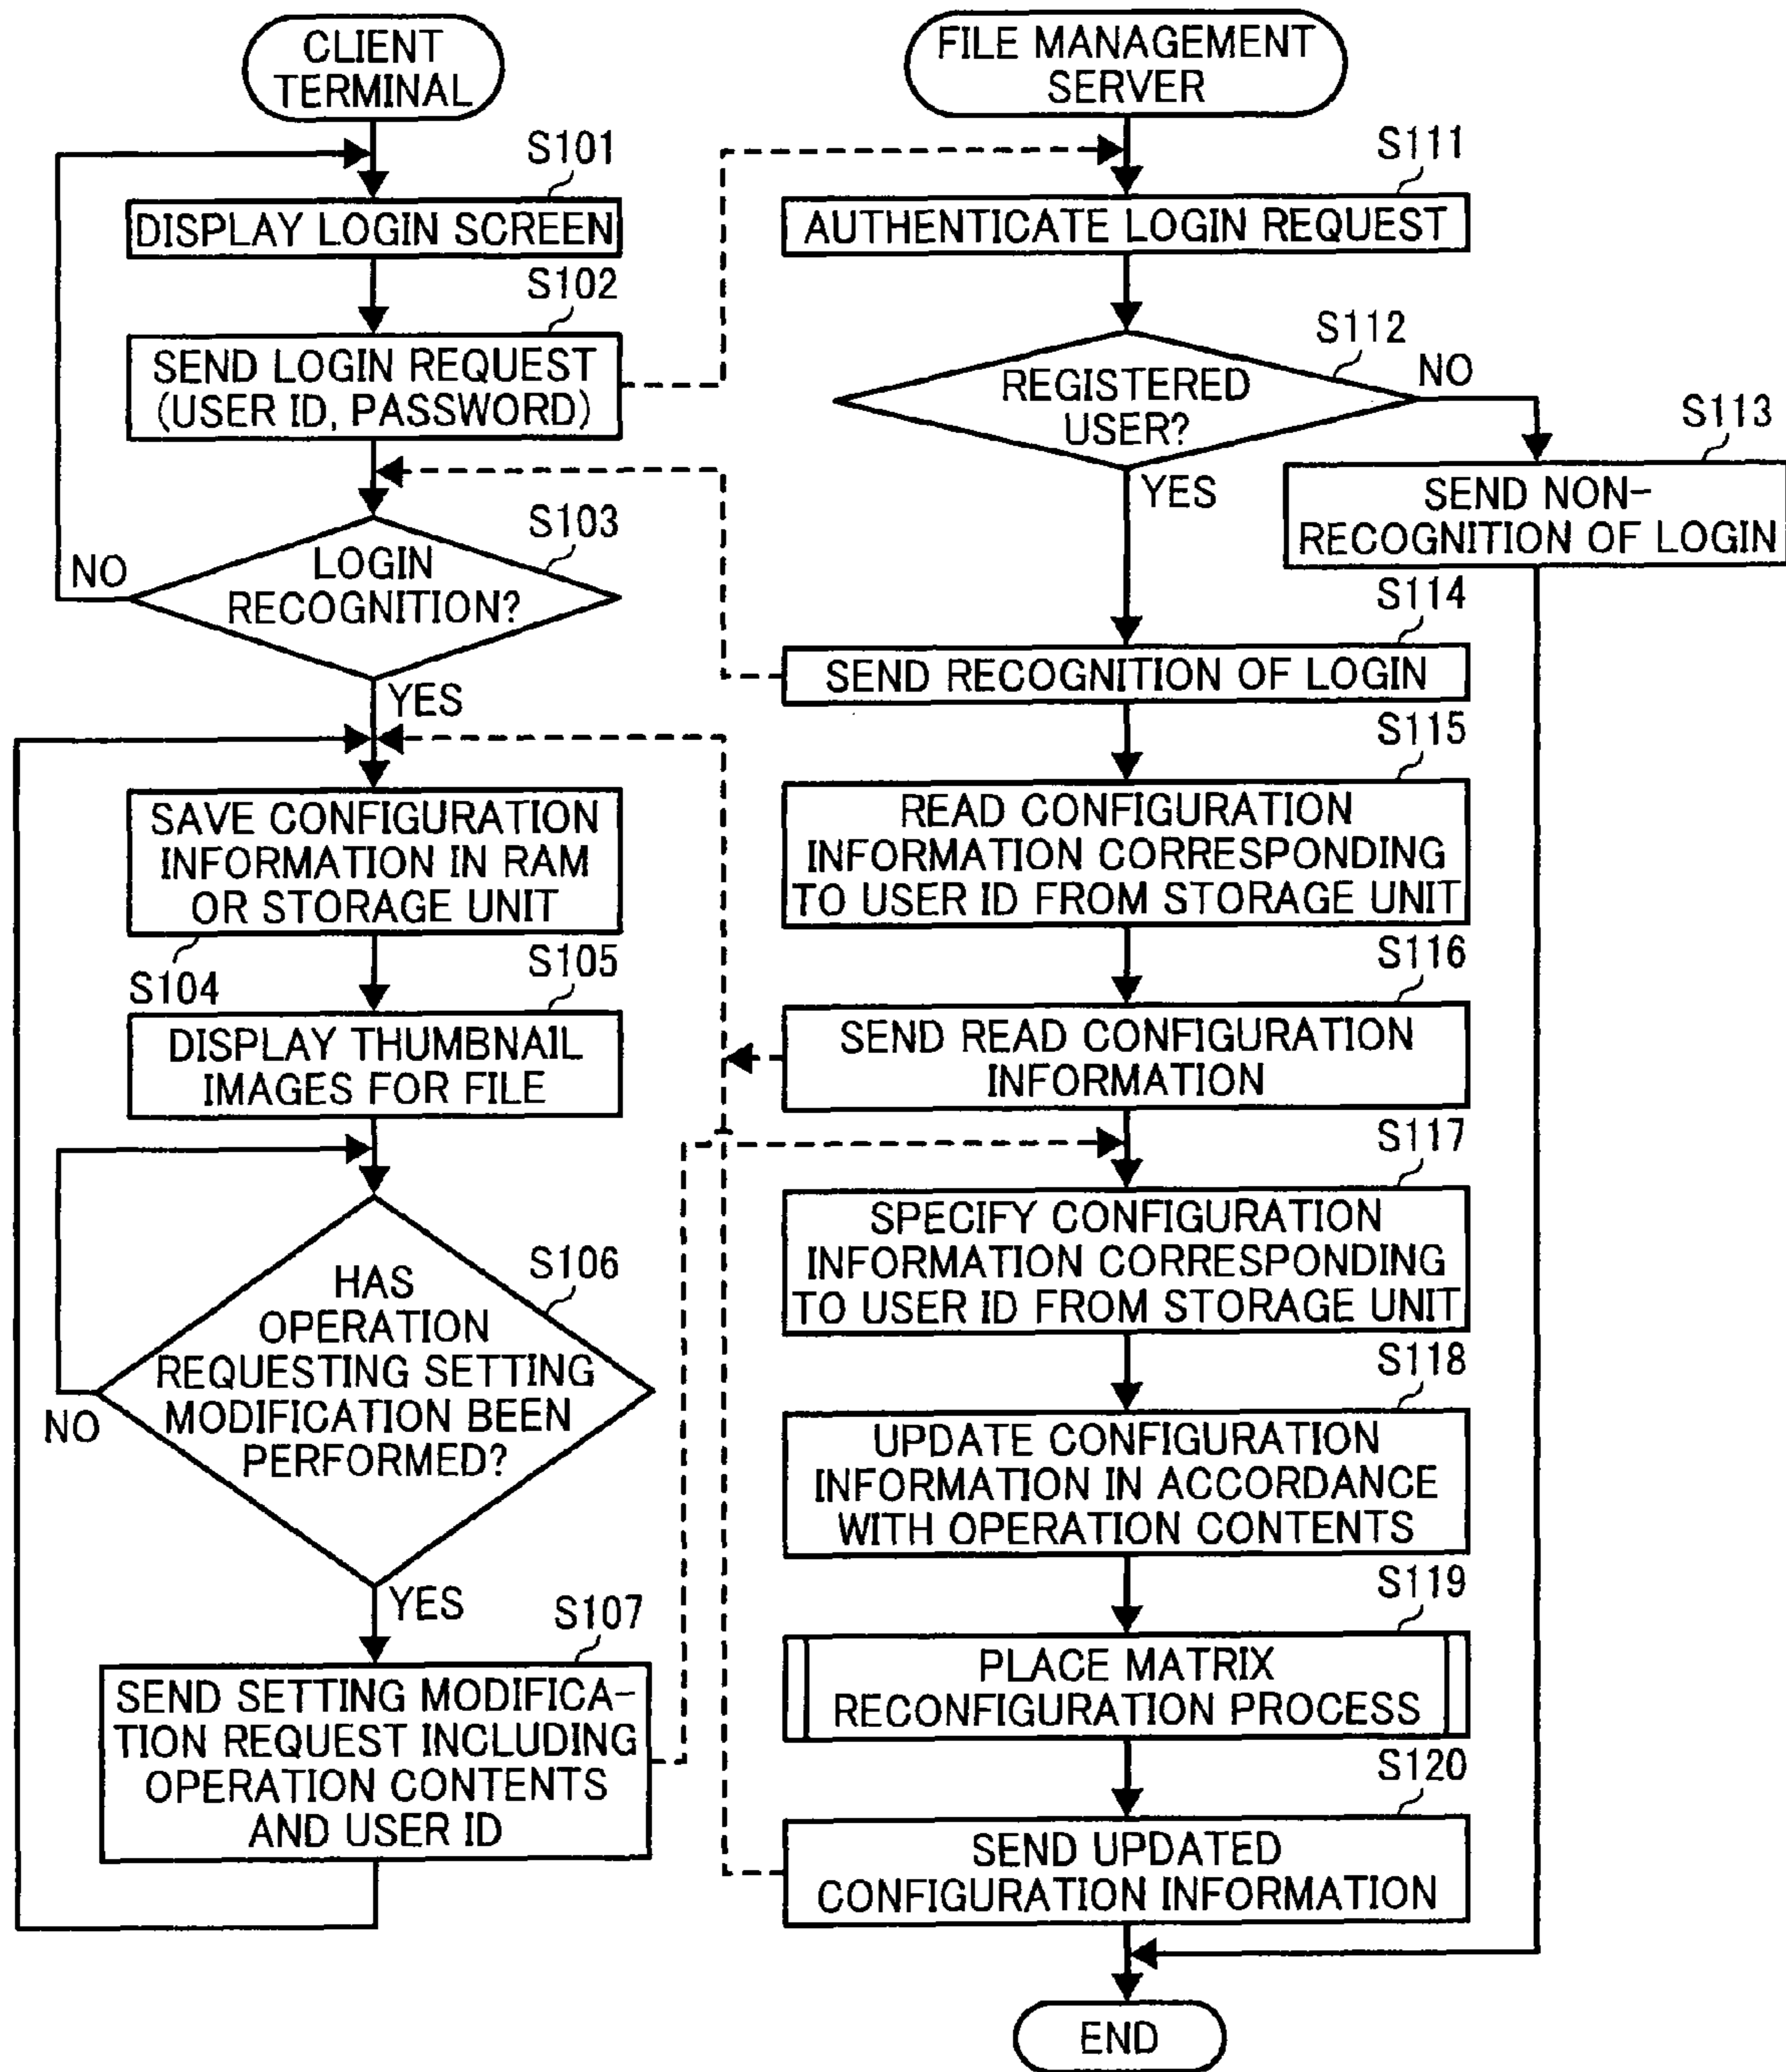 CLIENT
TERMINAL
S101
DISPLAY LOGIN SCREEN
S102
SEND LOGIN REQUEST
(USER ID, PASSWORD)
S103
LOGIN
RECOGNITION?
NO
YES
SAVE CONFIGURATION
INFORMATION IN RAM
OR STORAGE UNIT
S104
S105
DISPLAY THUMBNAIL
IMAGES FOR FILE
S106
HAS
OPERATION
REQUESTING SETTING
MODIFICATION BEEN
PERFORMED?
NO
YES
S107
SEND SETTING MODIFICA-
TION REQUEST INCLUDING
OPERATION CONTENTS
AND USER ID
FILE MANAGEMENT
SERVER
S111
AUTHENTICATE LOGIN REQUEST
S112
REGISTERED
USER?
NO
YES
S113
SEND NON-
RECOGNITION OF LOGIN
S114
SEND RECOGNITION OF LOGIN
S115
READ CONFIGURATION
INFORMATION CORRESPONDING
TO USER ID FROM STORAGE UNIT
S116
SEND READ CONFIGURATION
INFORMATION
S117
SPECIFY CONFIGURATION
INFORMATION CORRESPONDING
TO USER ID FROM STORAGE UNIT
S118
UPDATE CONFIGURATION
INFORMATION IN ACCORDANCE
WITH OPERATION CONTENTS
S119
PLACE MATRIX
RECONFIGURATION PROCESS
S120
SEND UPDATED
CONFIGURATION INFORMATION
END